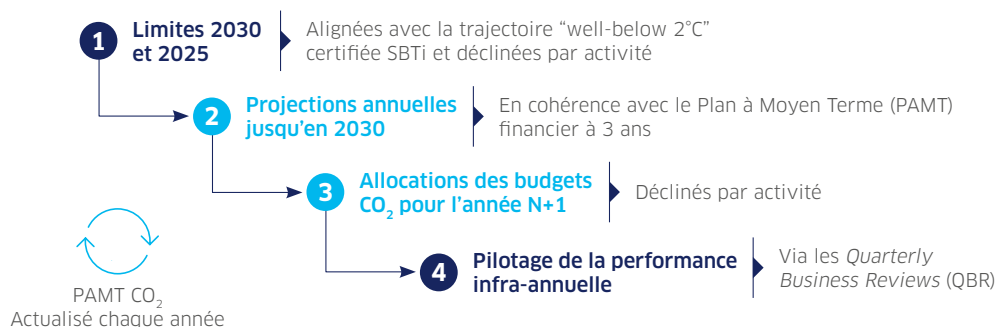 1
Limites 2030
et 2025
Alignées avec la trajectoire “well-below 2°C”
certifiée SBTi et déclinées par activité
2
Projections annuelles
jusqu’en 2030
En cohérence avec le Plan à Moyen Terme (PAMT)
financier à 3 ans
3
Allocations des budgets
CO₂ pour l’année N+1
Déclinés par activité
4
Pilotage de la performance
infra-annuelle
Via les Quarterly
Business Reviews (QBR)
PAMT CO₂
Actualisé chaque année